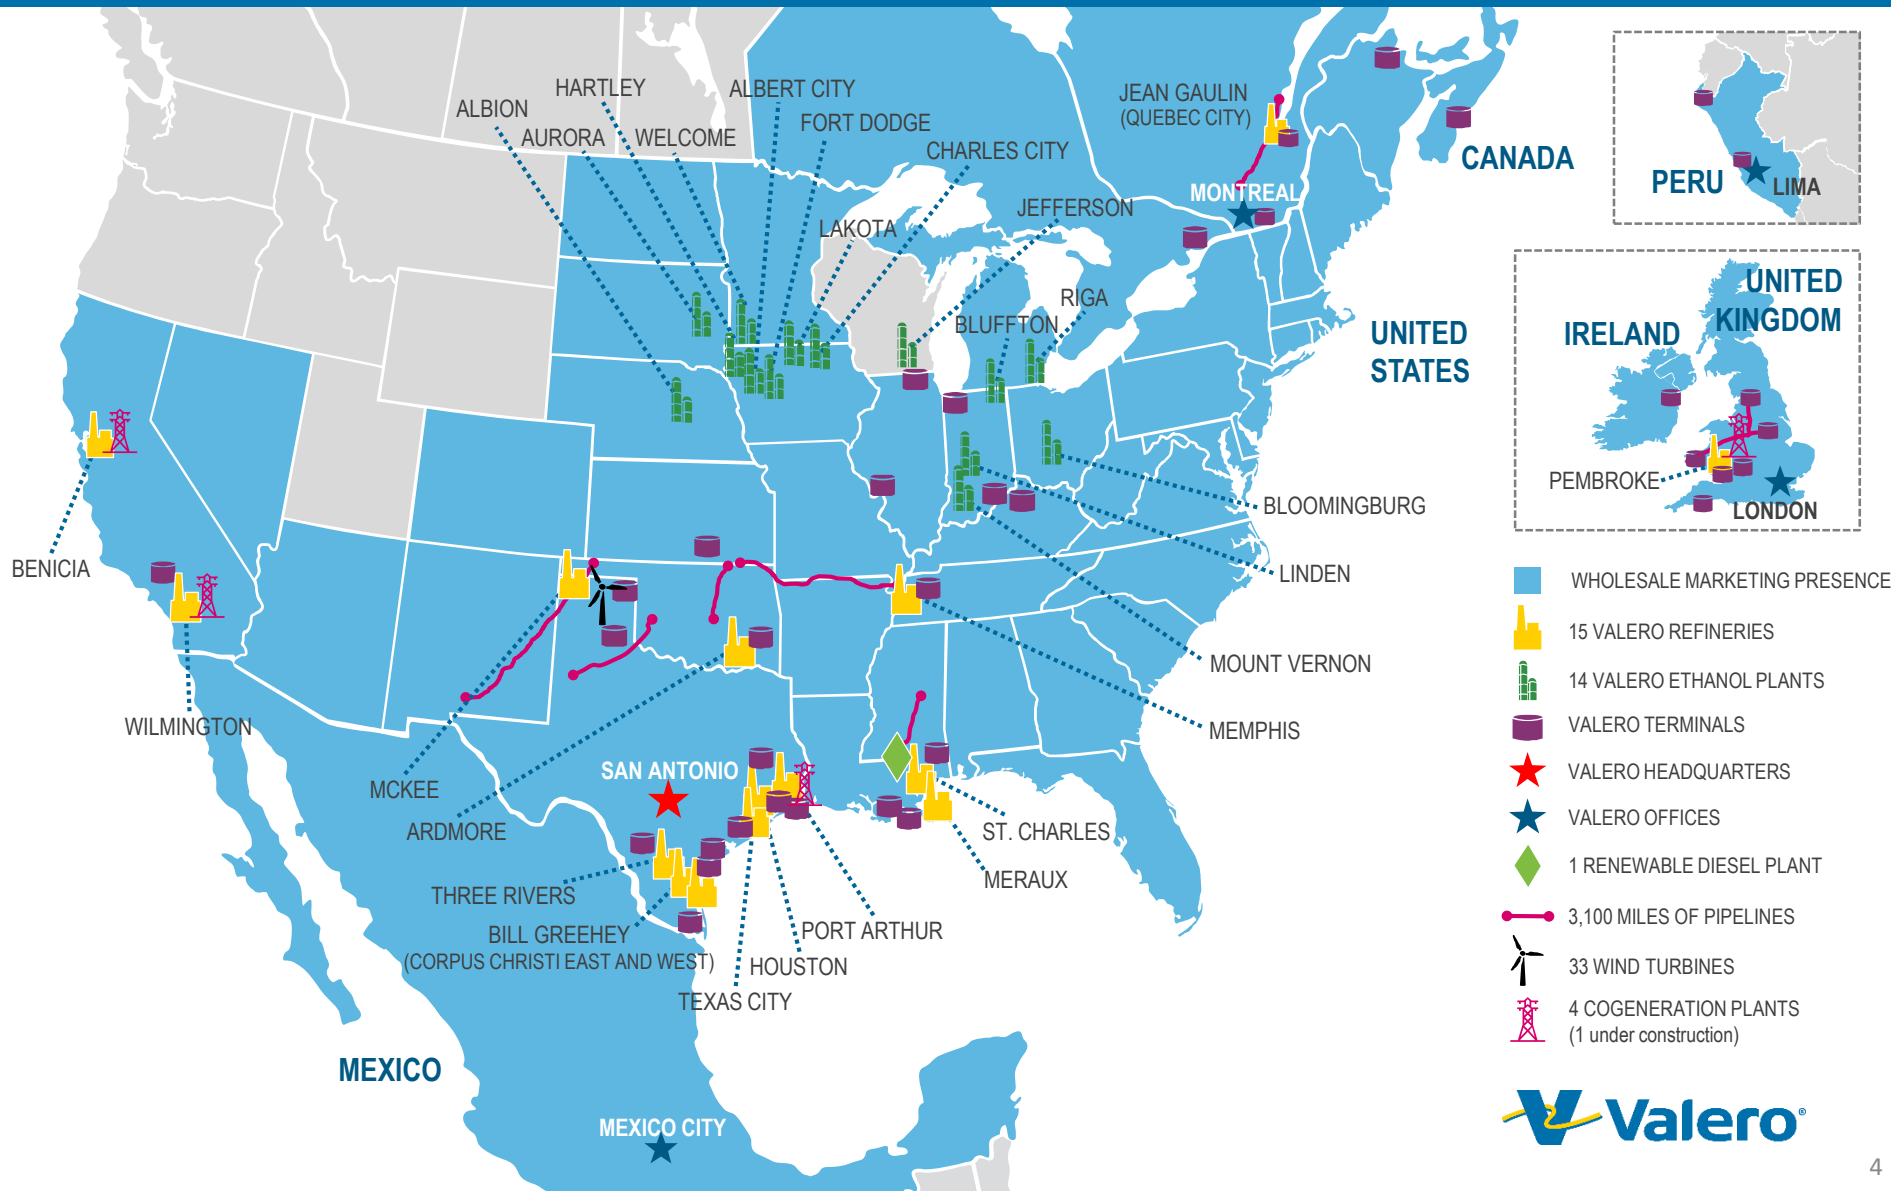 HARTLEY
ALBERT CITY
ALBION
AURORA
WELCOME
FORT DODGE
CHARLES CITY
JEAN GAULIN
(QUEBEC CITY)
CANADA
PERU
LIMA
MONTREAL
JEFFERSON
LAKOTA
RIGA
BLUFFTON
UNITED
STATES
IRELAND
UNITED
KINGDOM
PEMBROKE
LONDON
BENICIA
BLOOMINGBURG
LINDEN
MOUNT VERNON
MEMPHIS
WILMINGTON
MCKEE
ARDMORE
SAN ANTONIO
ST. CHARLES
MERAUX
THREE RIVERS
BILL GREEHEY
(CORPUS CHRISTI EAST AND WEST)
PORT ARTHUR
HOUSTON
TEXAS CITY
MEXICO
MEXICO CITY
WHOLESALE MARKETING PRESENCE
15 VALERO REFINERIES
14 VALERO ETHANOL PLANTS
VALERO TERMINALS
VALERO HEADQUARTERS
VALERO OFFICES
1 RENEWABLE DIESEL PLANT
3,100 MILES OF PIPELINES
33 WIND TURBINES
4 COGENERATION PLANTS
(1 under construction)
Valero®
4